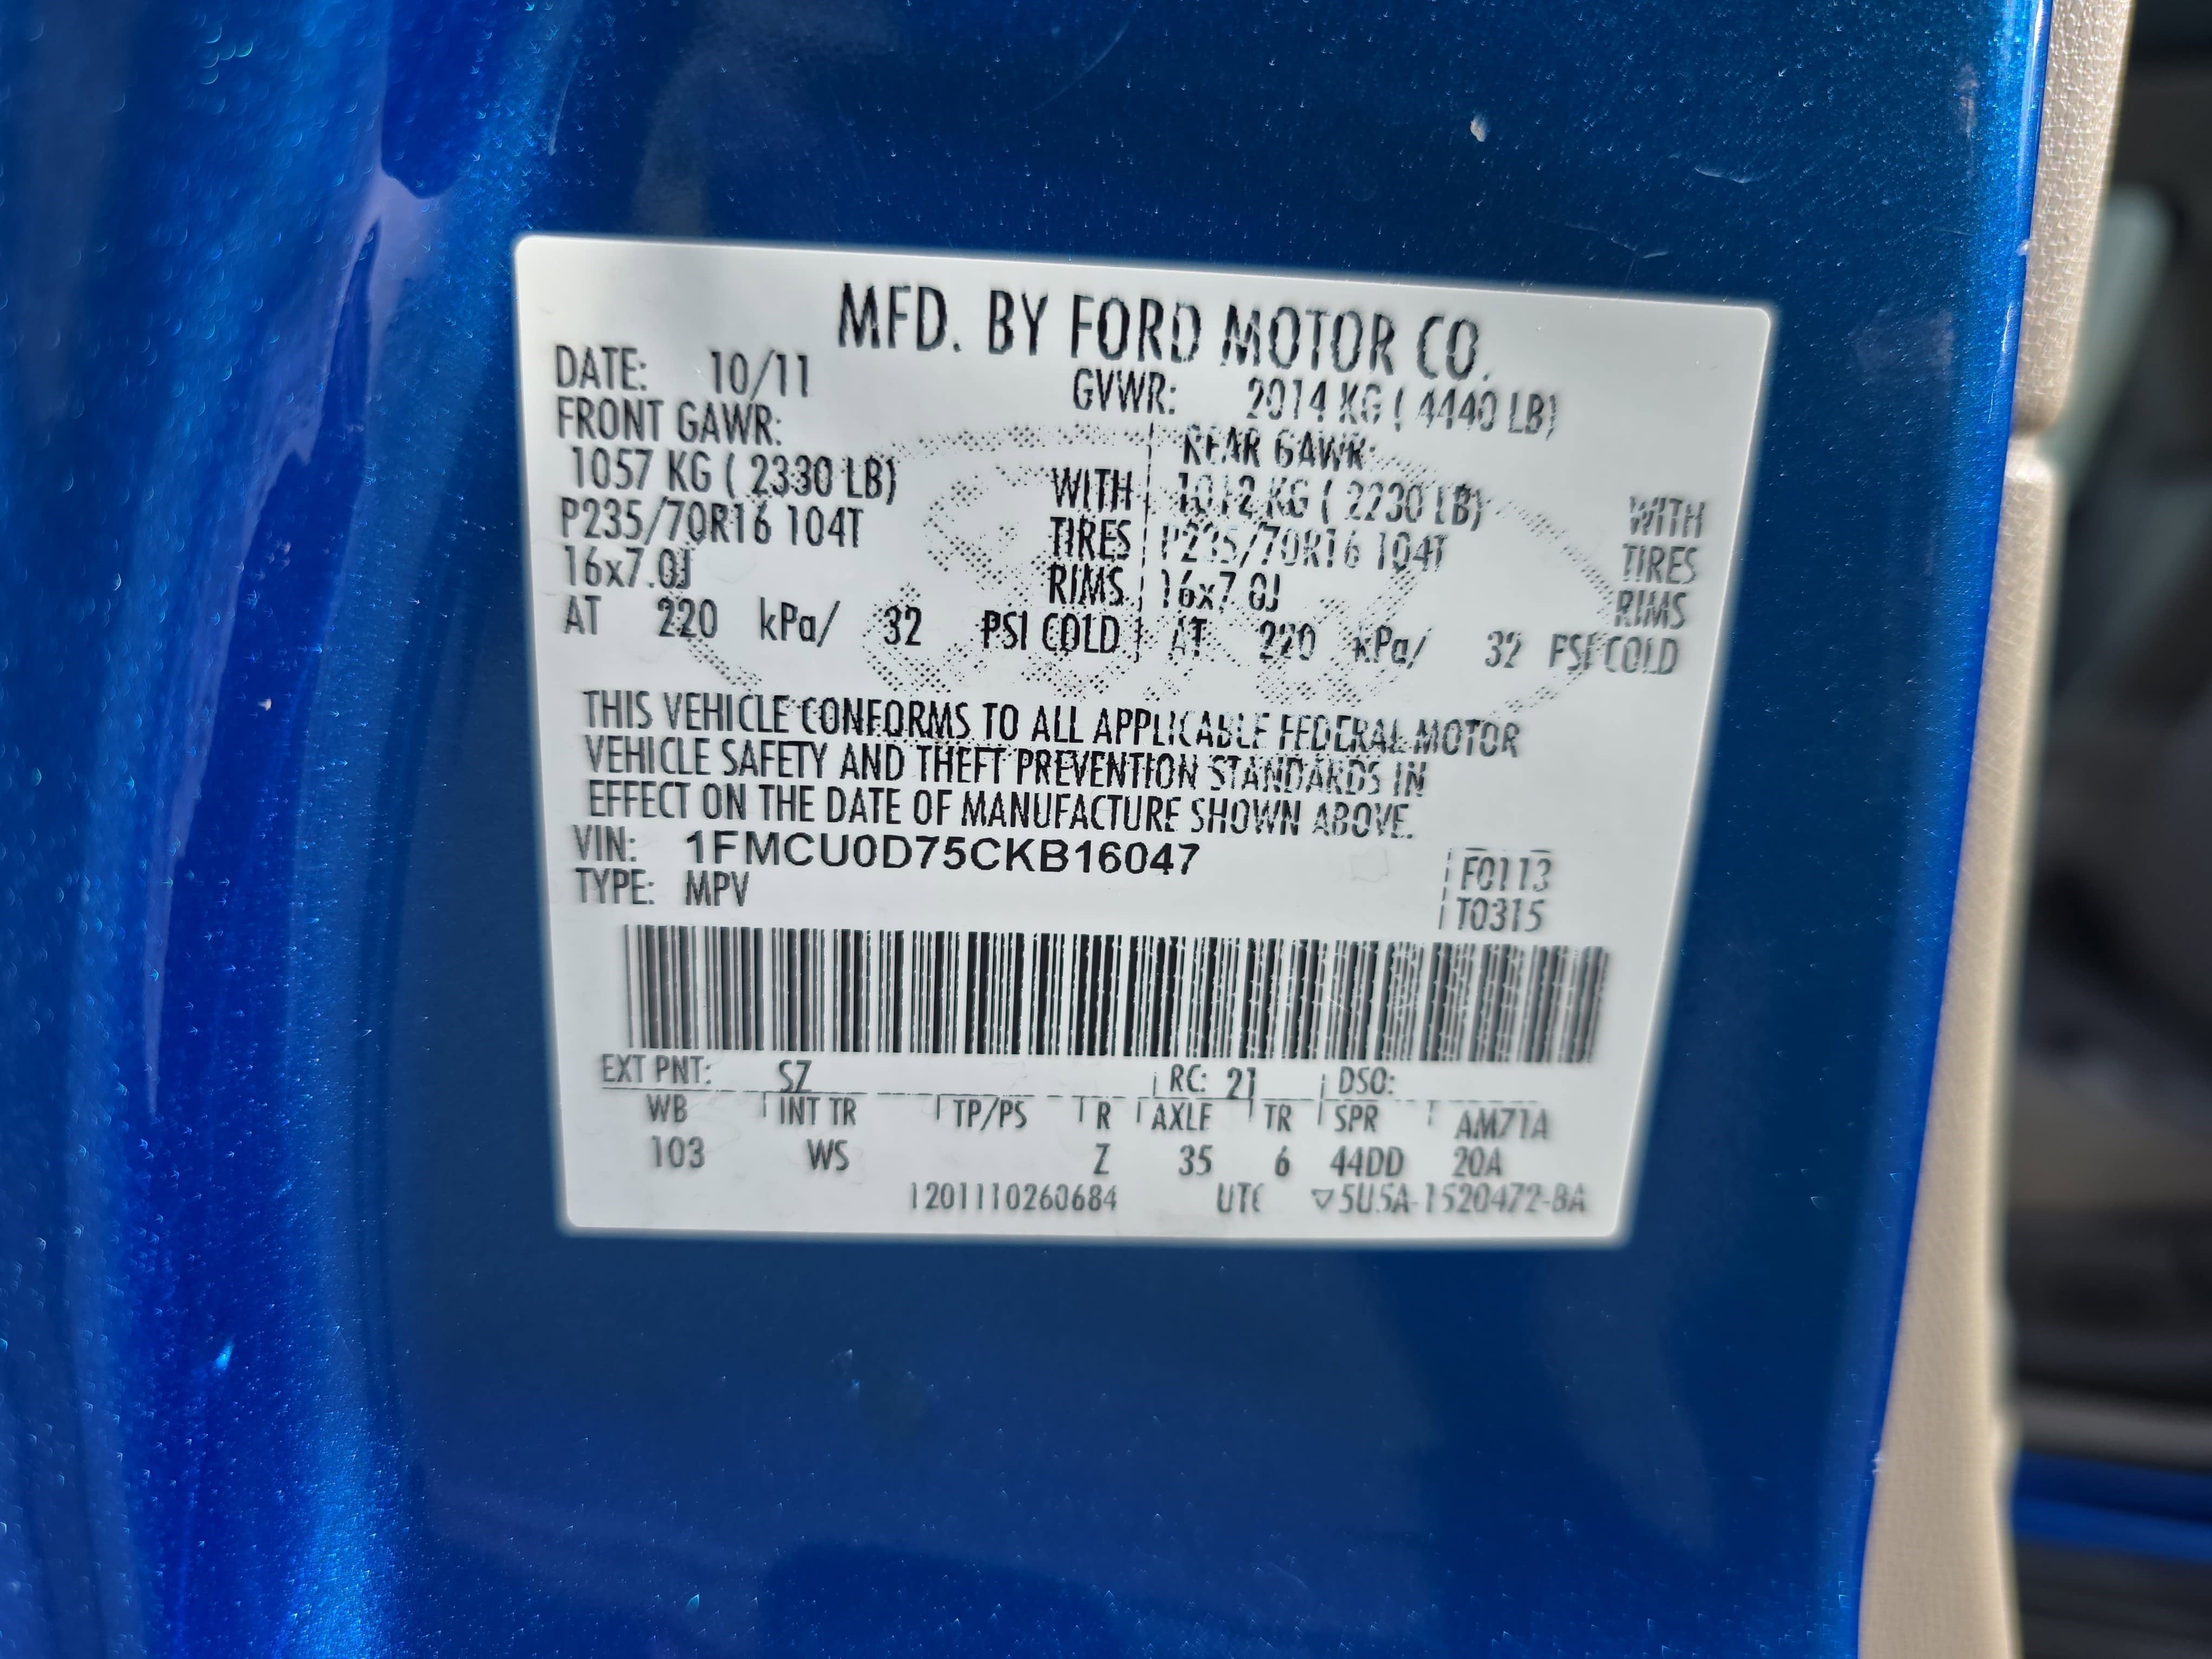 MFD. BY FORD MOTOR CO.
DATE: 10/11 GVWR: 2014 KG ( 4440 LB)
FRONT GAWR: REAR GAWR:
1057 KG ( 2330 LB) WITH 1012 KG ( 2230 LB) WITH
P235/70R16 104T TIRES P235/70R16 104T TIRES
16x7.0J RIMS 16x7.0J RIMS
AT 220 kPa/ 32 PSI COLD AT 220 kPa/ 32 PSI COLD
THIS VEHICLE CONFORMS TO ALL APPLICABLE FEDERAL MOTOR
VEHICLE SAFETY AND THEFT PREVENTION STANDARDS IN
EFFECT ON THE DATE OF MANUFACTURE SHOWN ABOVE.
VIN: 1FMCU0D75CKB16047 F0113
TYPE: MPV T0315
EXT PNT: SZ RC: 21 DSO:
WB INT TR TP/PS R AXLE TR SPR AM71A
103 WS Z 35 6 44DD 20A
1201110260684 UTC ▽5U5A-1520472-BA